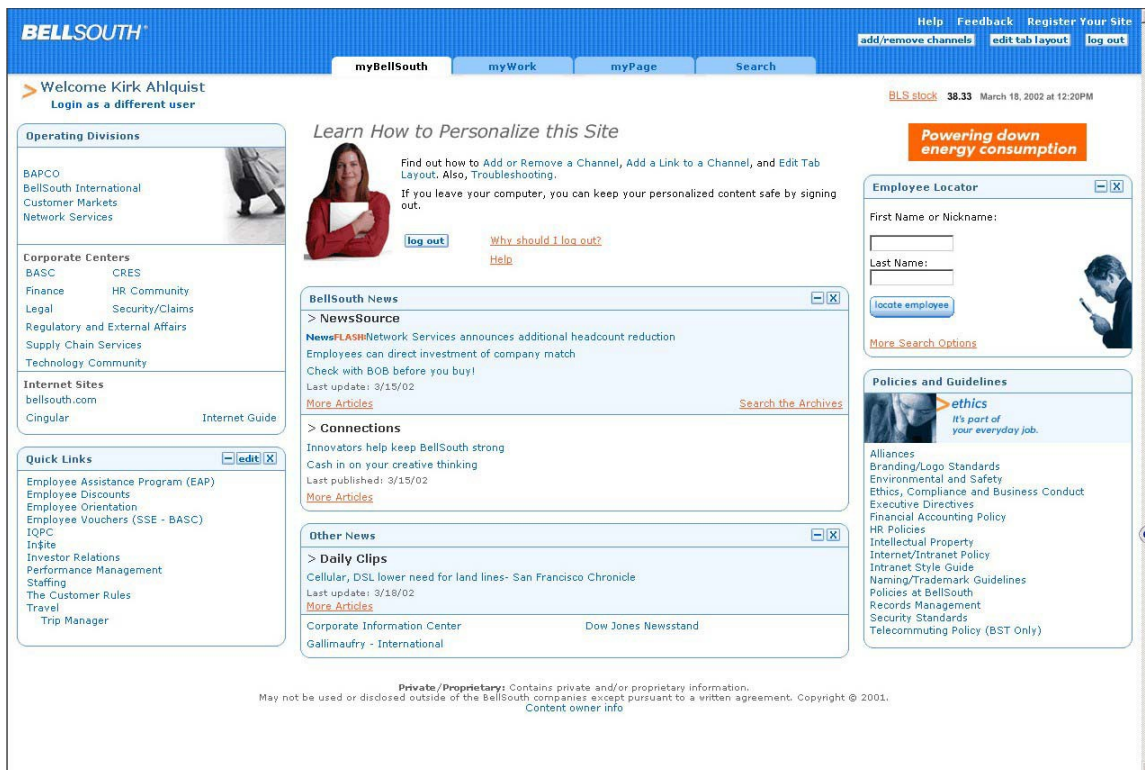 BELLSOUTH
Help Feedback Register Your Site
add/remove channels edit tab layout log out
myBellSouth myWork myPage Search
> Welcome Kirk Ahlquist
Login as a different user
BLS stock 38.33 March 18, 2002 at 12:20PM
Operating Divisions
BAPCO
BellSouth International
Customer Markets
Network Services
Corporate Centers
BASC CRES
Finance HR Community
Legal Security/Claims
Regulatory and External Affairs
Supply Chain Services
Technology Community
Internet Sites
bellsouth.com
Cingular Internet Guide
Quick Links edit X
Employee Assistance Program (EAP)
Employee Discounts
Employee Orientation
Employee Vouchers (SSE - BASC)
IQPC
In$ite
Investor Relations
Performance Management
Staffing
The Customer Rules
Travel
Trip Manager
Learn How to Personalize this Site
Find out how to Add or Remove a Channel, Add a Link to a Channel, and Edit Tab
Layout. Also, Troubleshooting.
If you leave your computer, you can keep your personalized content safe by signing
out.
log out Why should I log out?
Help
BellSouth News X
> NewsSource
NewsFLASH!Network Services announces additional headcount reduction
Employees can direct investment of company match
Check with BOB before you buy!
Last update: 3/15/02
More Articles Search the Archives
> Connections
Innovators help keep BellSouth strong
Cash in on your creative thinking
Last published: 3/15/02
More Articles
Other News X
> Daily Clips
Cellular, DSL lower need for land lines- San Francisco Chronicle
Last update: 3/18/02
More Articles
Corporate Information Center Dow Jones Newsstand
Gallimaufry - International
Powering down
energy consumption
Employee Locator X
First Name or Nickname:
Last Name:
locate employee
More Search Options
Policies and Guidelines
> ethics
It's part of
your everyday job.
Alliances
Branding/Logo Standards
Environmental and Safety
Ethics, Compliance and Business Conduct
Executive Directives
Financial Accounting Policy
HR Policies
Intellectual Property
Internet/Intranet Policy
Intranet Style Guide
Naming/Trademark Guidelines
Policies at BellSouth
Records Management
Security Standards
Telecommuting Policy (BST Only)
Private/Proprietary: Contains private and/or proprietary information.
May not be used or disclosed outside of the BellSouth companies except pursuant to a written agreement. Copyright © 2001.
Content owner info